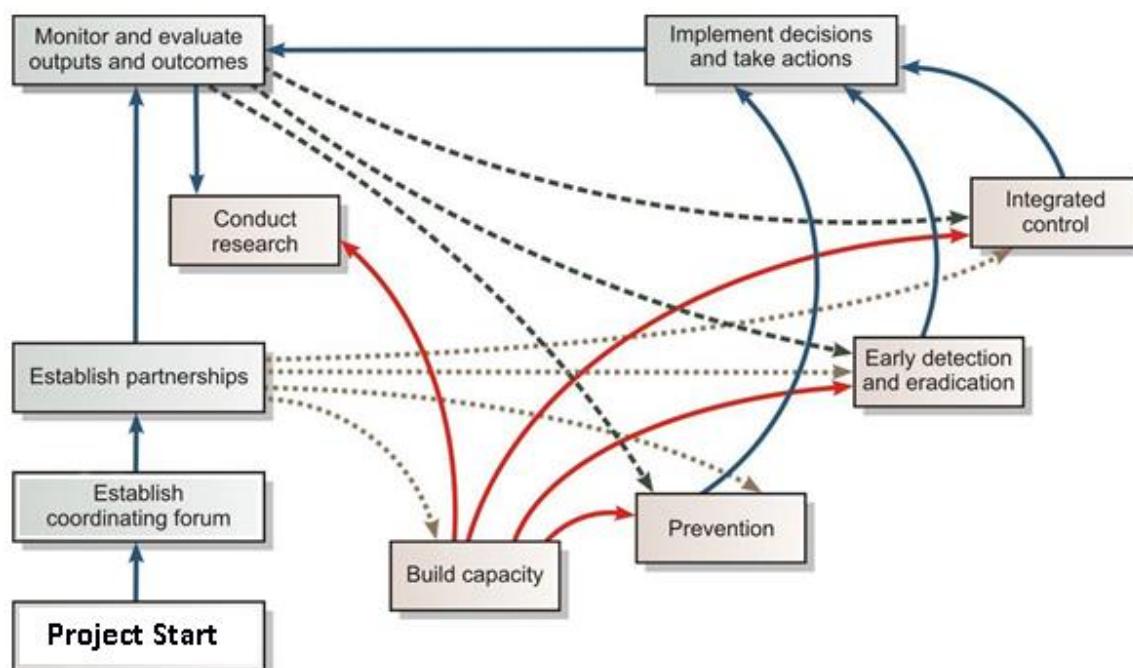 Monitor and evaluate
outputs and outcomes
Implement decisions
and take actions
Conduct
research
Integrated
control
Establish partnerships
Early detection
and eradication
Establish
coordinating forum
Prevention
Build capacity
Project Start